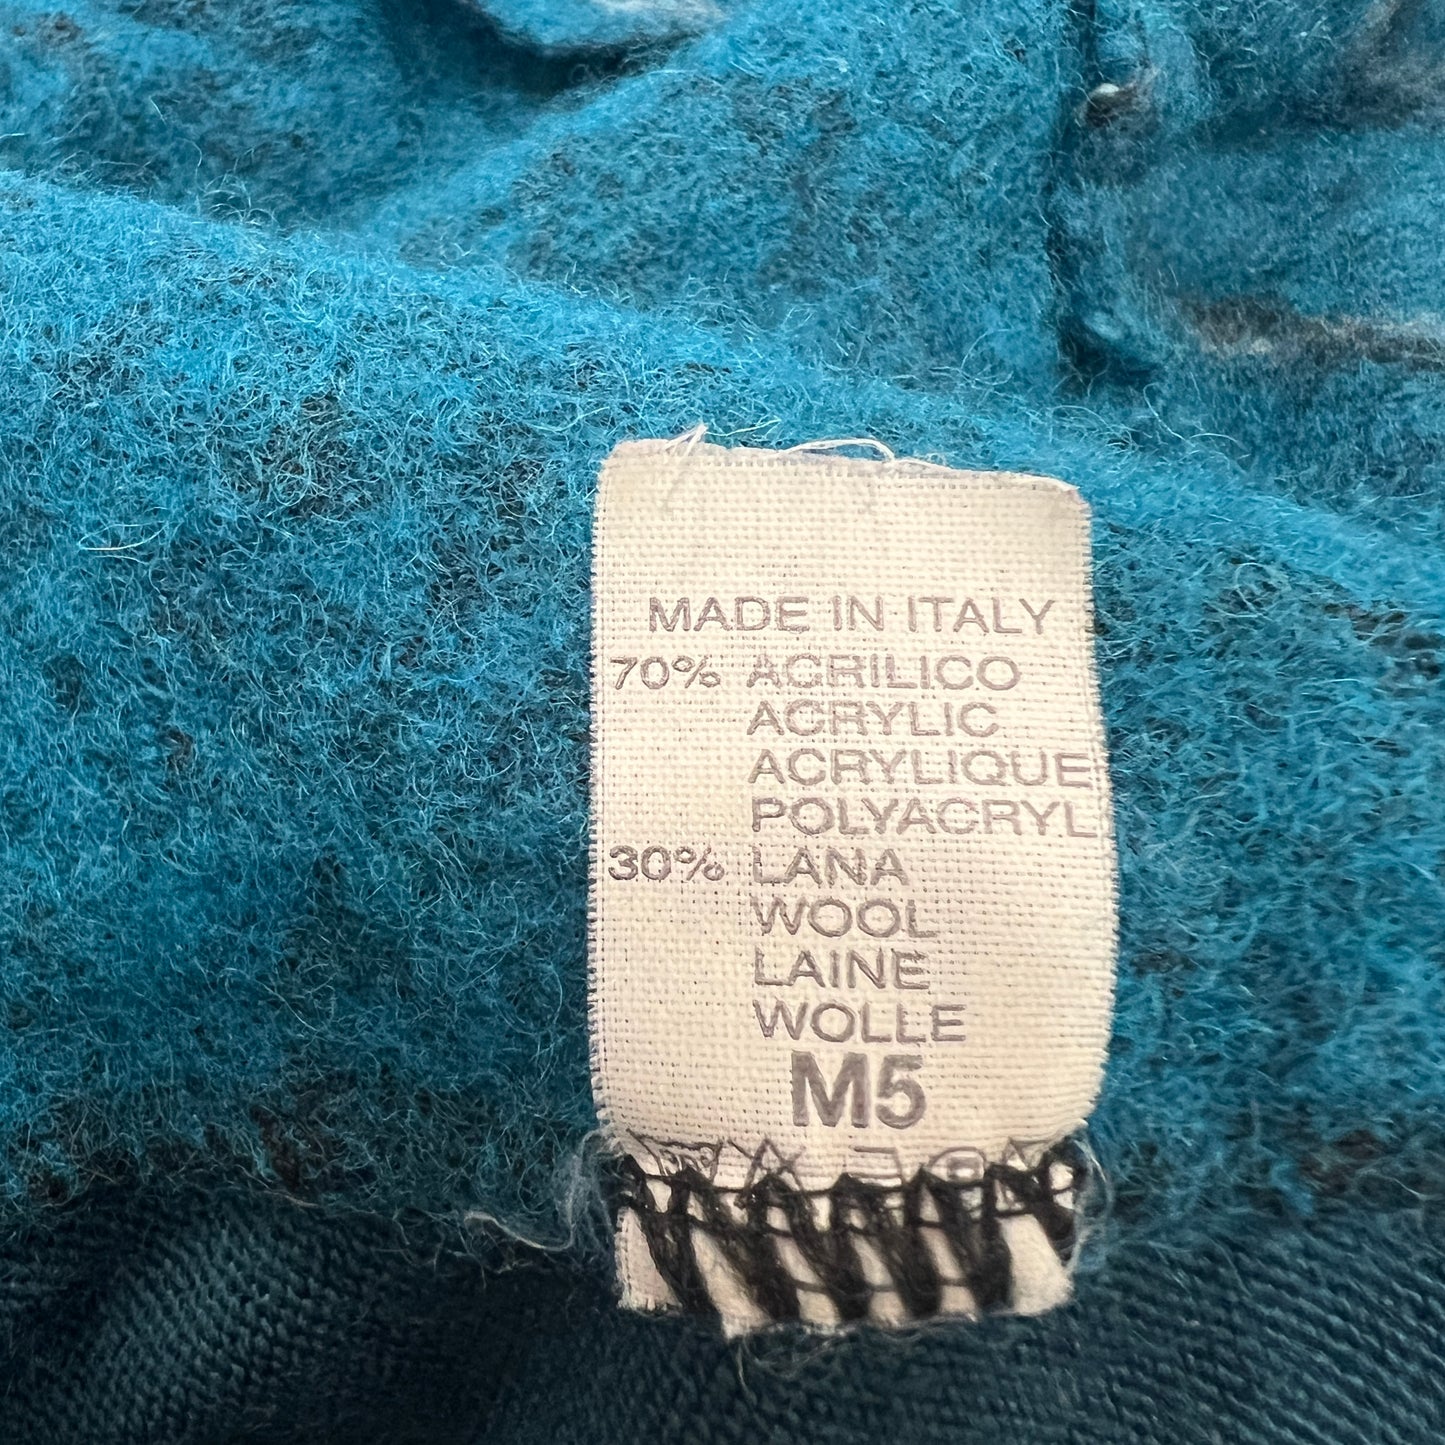 MADE IN ITALY
70% ACRILICO
ACRYLIC
ACRYLIQUE
POLYACRYL
30% LANA
WOOL
LAINE
WOLLE
M5